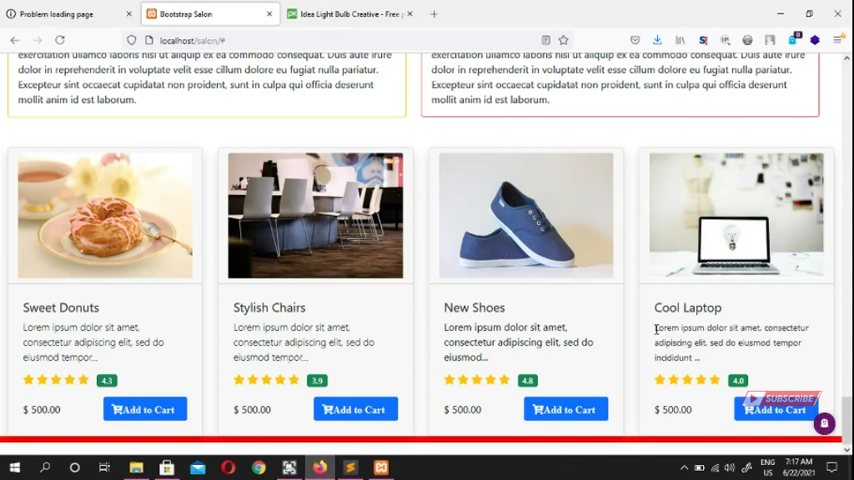 Problem loading page
Bootstrap Salon
Idea Light Bulb Creative - Free p
localhost/salon/#
exercitation ullamco laboris nisi ut aliquip ex ea commodo consequat. Duis aute irure
dolor in reprehenderit in voluptate velit esse cillum dolore eu fugiat nulla pariatur.
Excepteur sint occaecat cupidatat non proident, sunt in culpa qui officia deserunt
mollit anim id est laborum.
exercitation ullamco laboris nisi ut aliquip ex ea commodo consequat. Duis aute irure
dolor in reprehenderit in voluptate velit esse cillum dolore eu fugiat nulla pariatur.
Excepteur sint occaecat cupidatat non proident, sunt in culpa qui officia deserunt
mollit anim id est laborum.
Sweet Donuts
Lorem ipsum dolor sit amet,
consectetur adipiscing elit, sed do
eiusmod tempor...
4.3
$ 500.00
Add to Cart
Stylish Chairs
Lorem ipsum dolor sit amet,
consectetur adipiscing elit, sed do
eiusmod tempor...
3.9
$ 500.00
Add to Cart
New Shoes
Lorem ipsum dolor sit amet,
consectetur adipiscing elit, sed do
eiusmod...
4.8
$ 500.00
Add to Cart
Cool Laptop
Lorem ipsum dolor sit amet, consectetur
adipiscing elit, sed do eiusmod tempor
incididunt ...
4.0
$ 500.00
Add to Cart
SUBSCRIBE
ENG
US
7:17 AM
6/22/2021